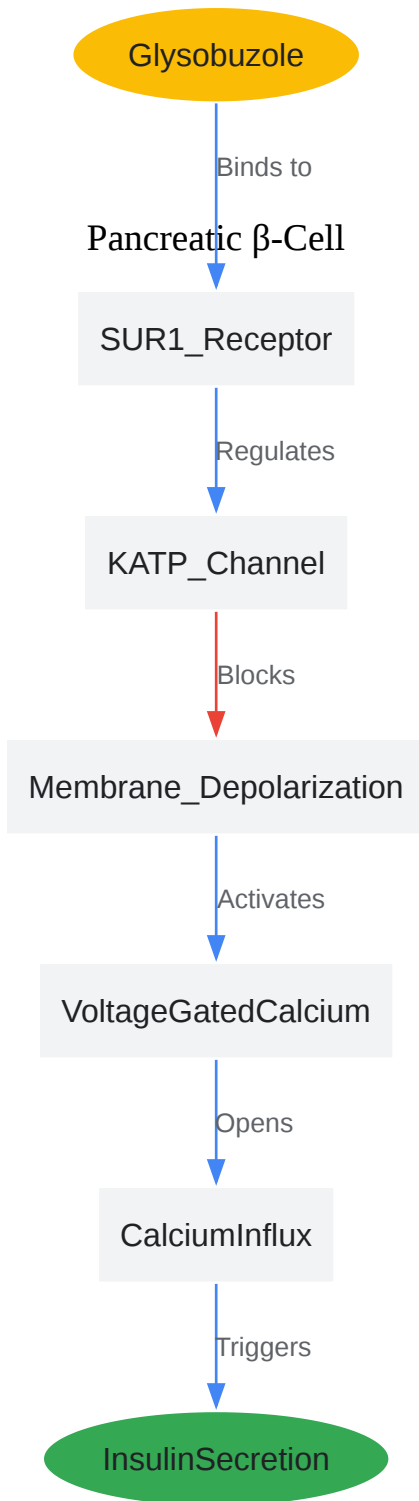 Glysobuzole
Binds to
Pancreatic β-Cell
SUR1_Receptor
Regulates
KATP_Channel
Blocks
Membrane_Depolarization
Activates
VoltageGatedCalcium
Opens
CalciumInflux
Triggers
InsulinSecretion